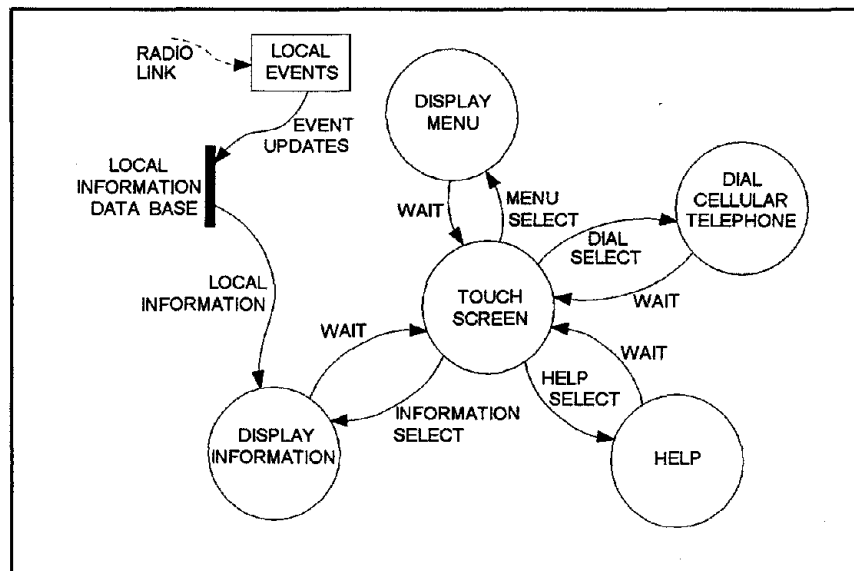 RADIO
LINK
LOCAL
EVENTS
EVENT
UPDATES
LOCAL
INFORMATION
DATA BASE
LOCAL
INFORMATION
DISPLAY
MENU
WAIT
MENU
SELECT
DIAL
CELLULAR
TELEPHONE
DIAL
SELECT
WAIT
TOUCH
SCREEN
WAIT
INFORMATION
SELECT
DISPLAY
INFORMATION
WAIT
HELP
SELECT
HELP